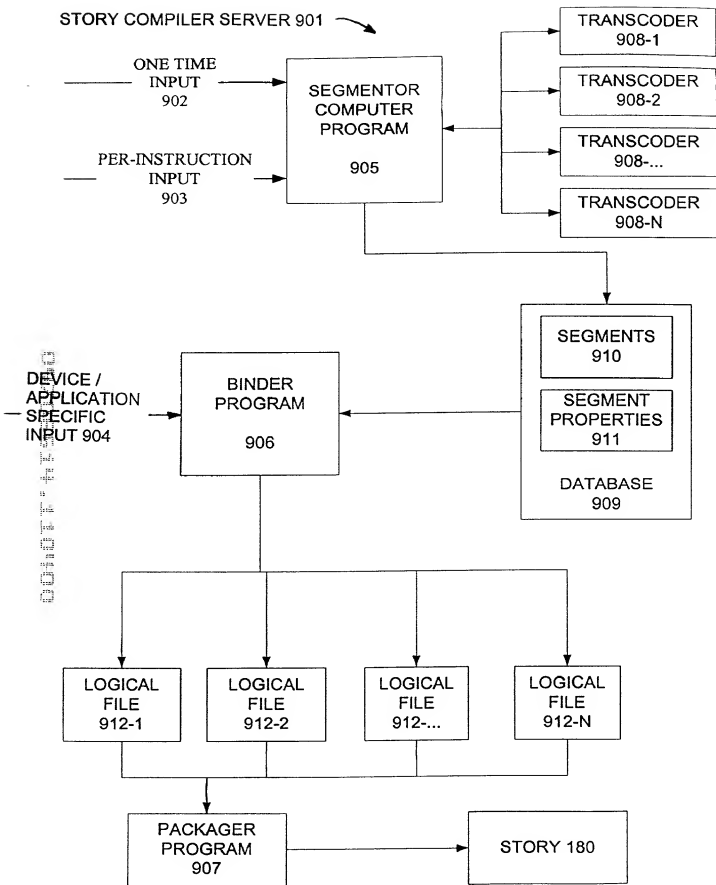 STORY COMPILER SERVER 901
ONE TIME
INPUT
902
PER-INSTRUCTION
INPUT
903
SEGMENTOR
COMPUTER
PROGRAM
905
TRANSCODER
908-1
TRANSCODER
908-2
TRANSCODER
908-...
TRANSCODER
908-N
DEVICE /
APPLICATION
SPECIFIC
INPUT 904
BINDER
PROGRAM
906
SEGMENTS
910
SEGMENT
PROPERTIES
911
DATABASE
909
LOGICAL
FILE
912-1
LOGICAL
FILE
912-2
LOGICAL
FILE
912-...
LOGICAL
FILE
912-N
PACKAGER
PROGRAM
907
STORY 180